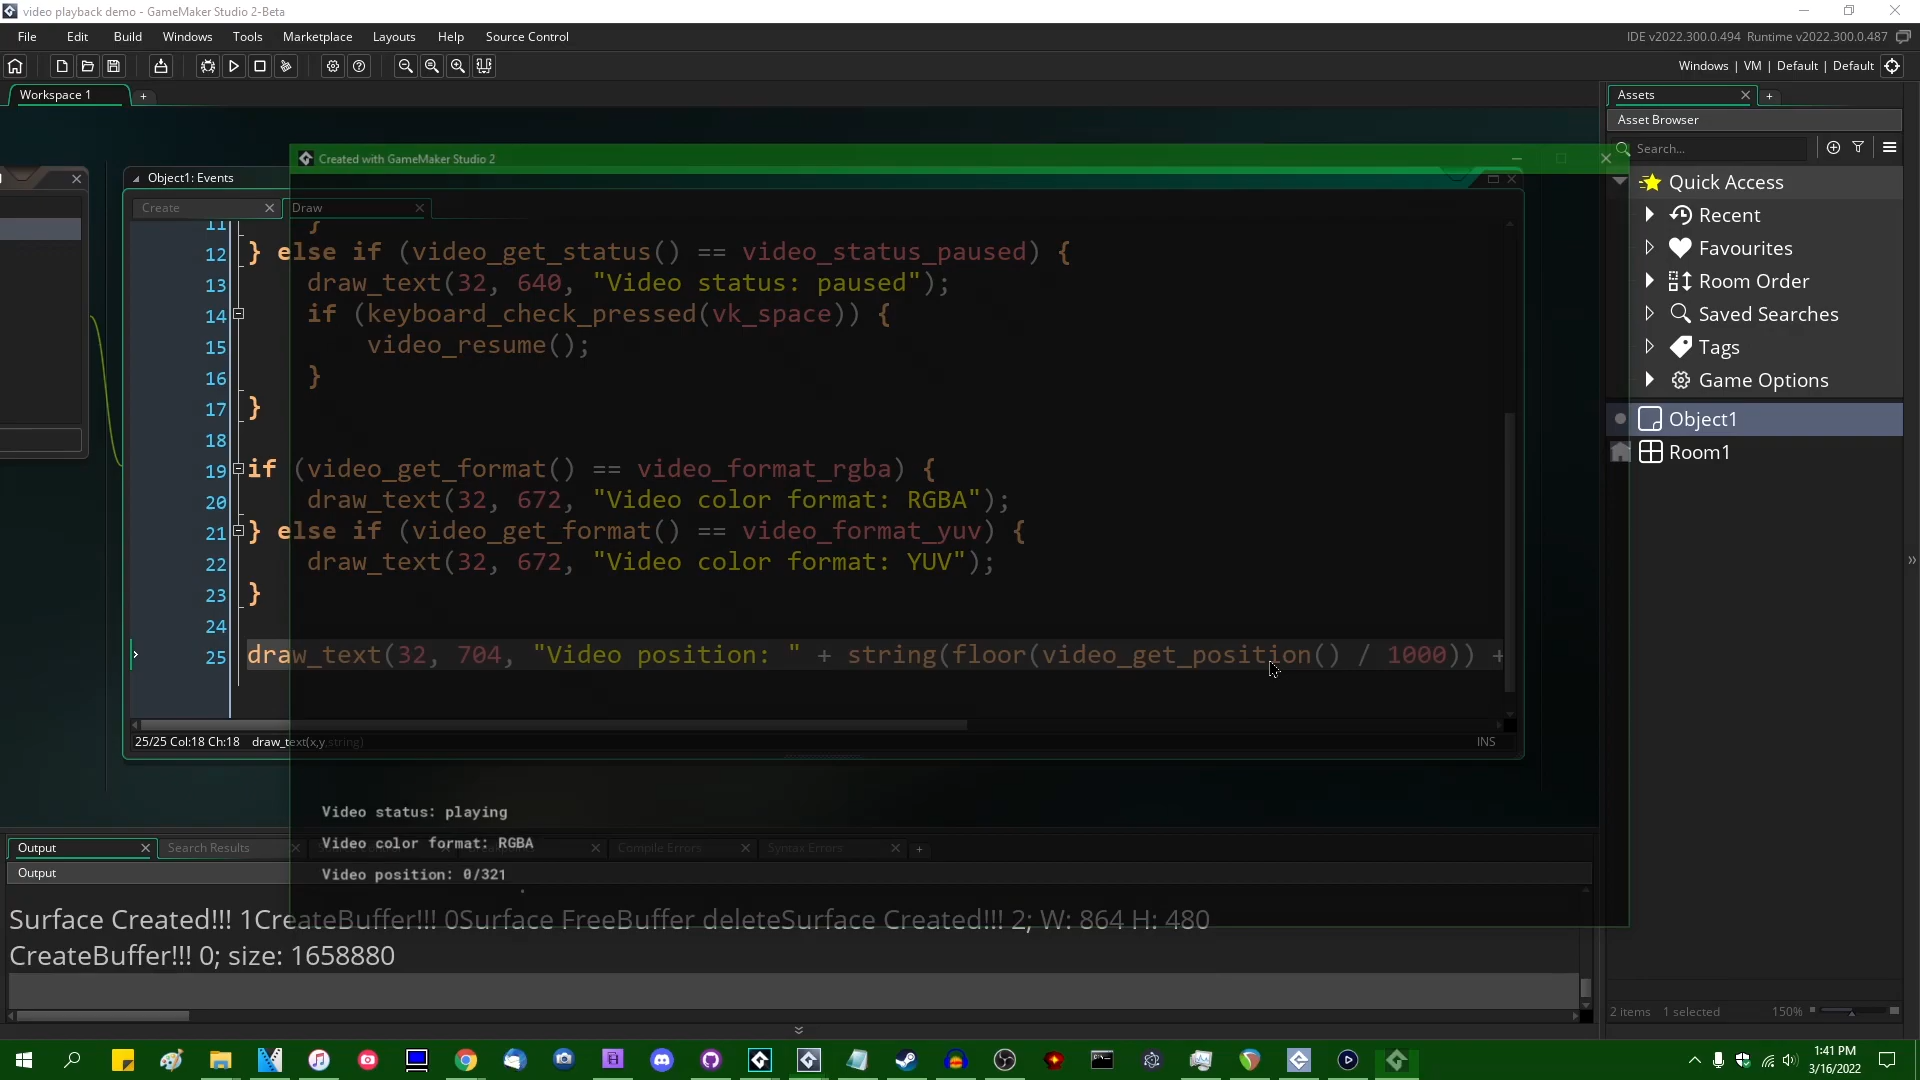 video playback demo - GameMaker Studio 2-Beta
File Edit Build Windows Tools Marketplace Layouts Help Source Control
IDE v2022.300.0.494 Runtime v2022.300.0.487
Windows | VM | Default | Default
Workspace 1
Assets
Asset Browser
Search...
Created with GameMaker Studio 2
Object1: Events
Create
Draw
Quick Access
Recent
Favourites
Room Order
Saved Searches
Tags
Game Options
Object1
Room1
11 }
12 } else if (video_get_status() == video_status_paused) {
13 draw_text(32, 640, "Video status: paused");
14 if (keyboard_check_pressed(vk_space)) {
15 video_resume();
16 }
17 }
18
19 if (video_get_format() == video_format_rgba) {
20 draw_text(32, 672, "Video color format: RGBA");
21 } else if (video_get_format() == video_format_yuv) {
22 draw_text(32, 672, "Video color format: YUV");
23 }
24
25 draw_text(32, 704, "Video position: " + string(floor(video_get_position() / 1000)) +
25/25 Col:18 Ch:18 draw_text(x,y,string) INS
Video status: playing
Video color format: RGBA
Video position: 0/321
Output Search Results Compile Errors Syntax Errors
Output
Surface Created!!! 1CreateBuffer!!! 0Surface FreeBuffer deleteSurface Created!!! 2; W: 864 H: 480
CreateBuffer!!! 0; size: 1658880
2 items 1 selected 150%
1:41 PM
3/16/2022